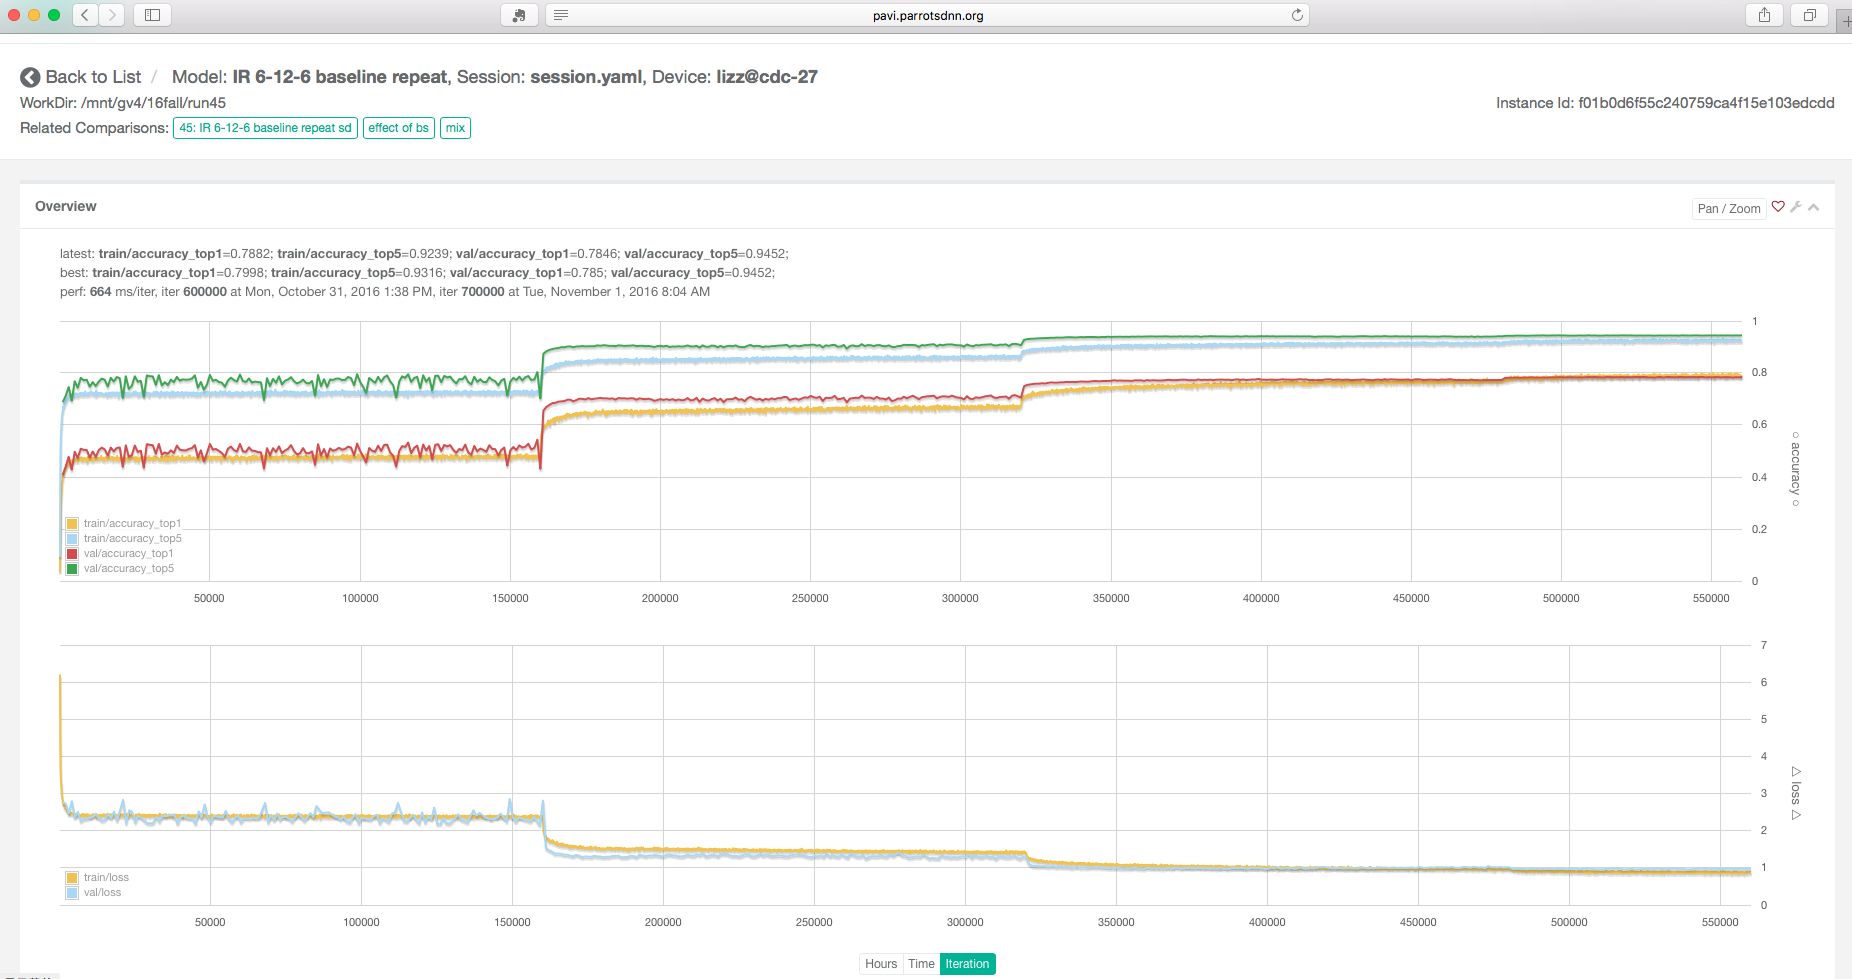 pavi.parrotsdnn.org
Back to List / Model: IR 6-12-6 baseline repeat, Session: session.yaml, Device: lizz@cdc-27
WorkDir: /mnt/gv4/16fall/run45
Instance Id: f01b0d6f55c240759ca4f15e103edcdd
Related Comparisons: 45: IR 6-12-6 baseline repeat sd effect of bs mix
Overview
Pan / Zoom
latest: train/accuracy_top1=0.7882; train/accuracy_top5=0.9239; val/accuracy_top1=0.7846; val/accuracy_top5=0.9452;
best: train/accuracy_top1=0.7998; train/accuracy_top5=0.9316; val/accuracy_top1=0.785; val/accuracy_top5=0.9452;
perf: 664 ms/iter, iter 600000 at Mon, October 31, 2016 1:38 PM, iter 700000 at Tue, November 1, 2016 8:04 AM
1
0.8
0.6
0.4
0.2
0
accuracy
train/accuracy_top1
train/accuracy_top5
val/accuracy_top1
val/accuracy_top5
50000 100000 150000 200000 250000 300000 350000 400000 450000 500000 550000
7
6
5
4
3
2
1
0
loss
train/loss
val/loss
50000 100000 150000 200000 250000 300000 350000 400000 450000 500000 550000
Hours Time Iteration